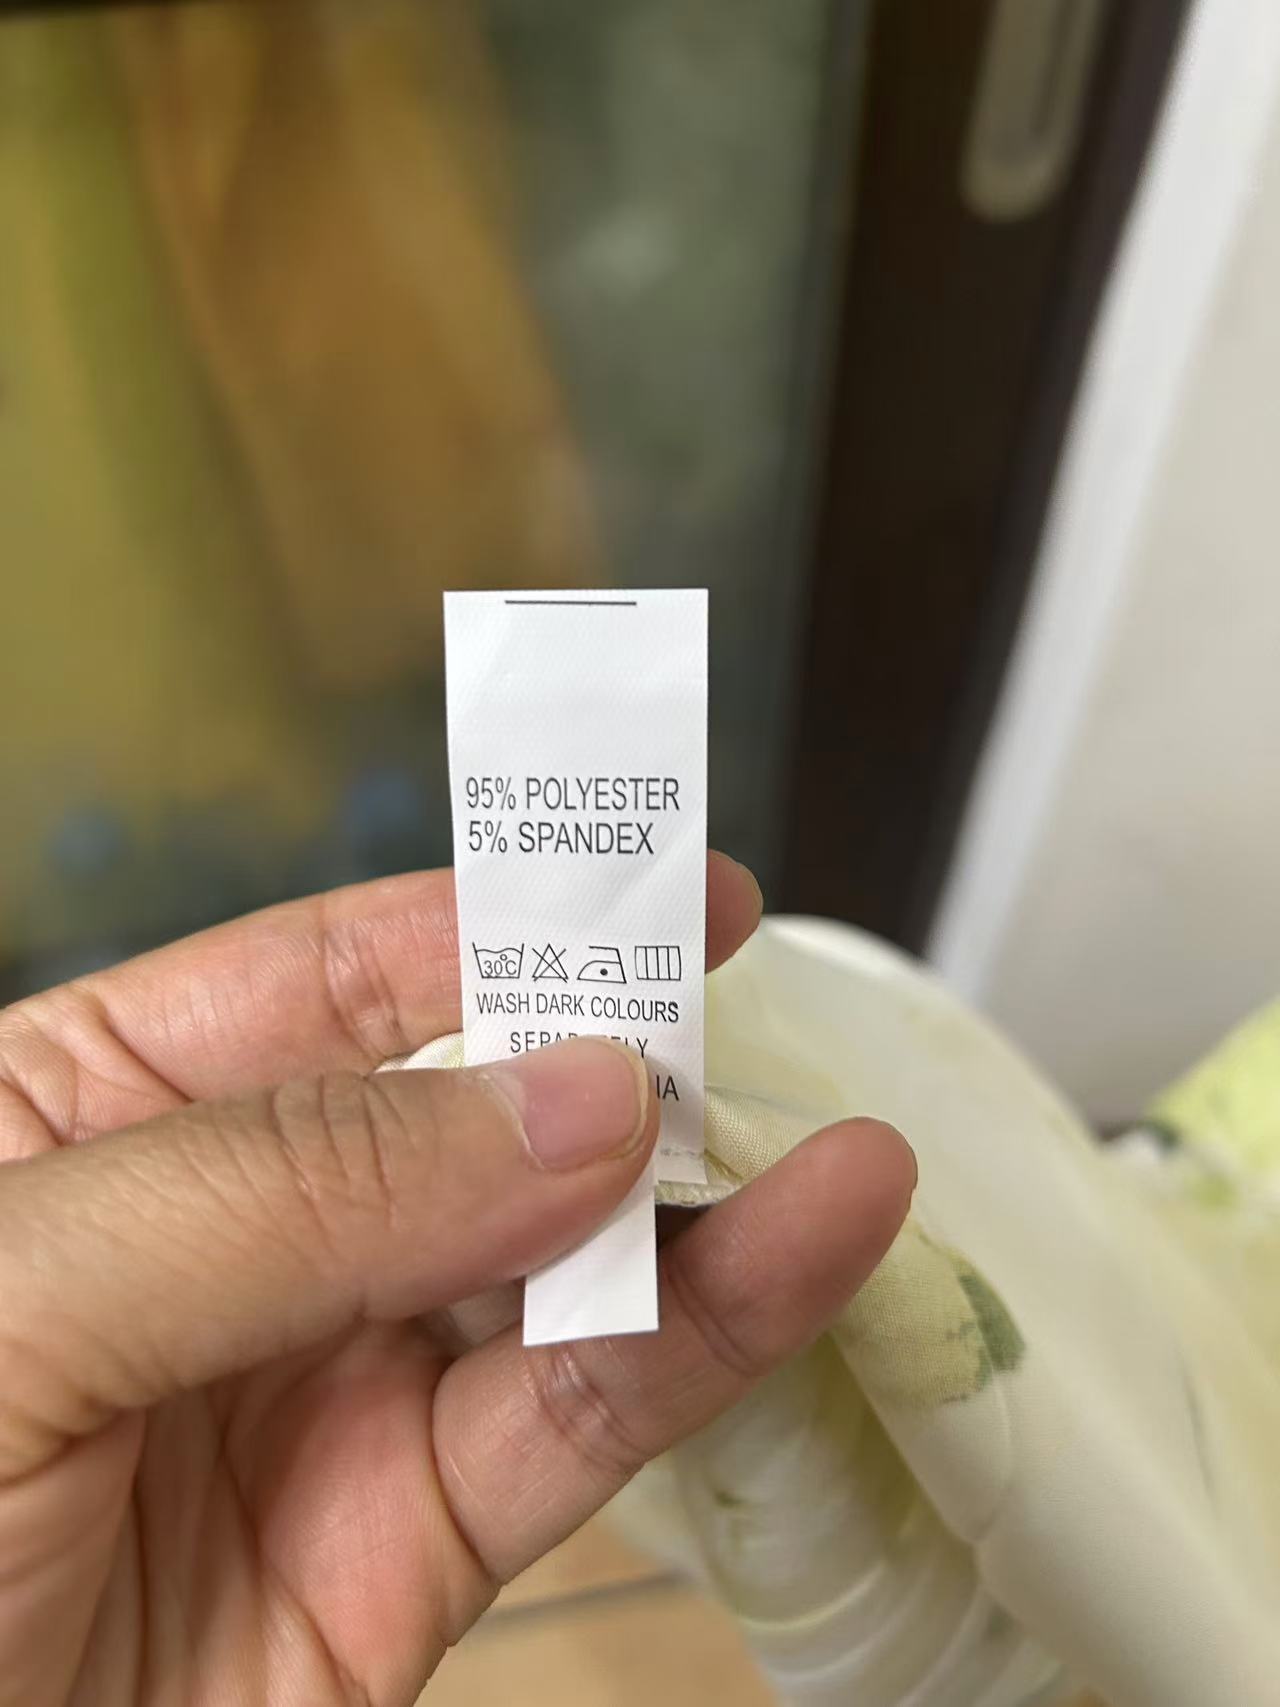 95% POLYESTER
5% SPANDEX
30°C
WASH DARK COLOURS